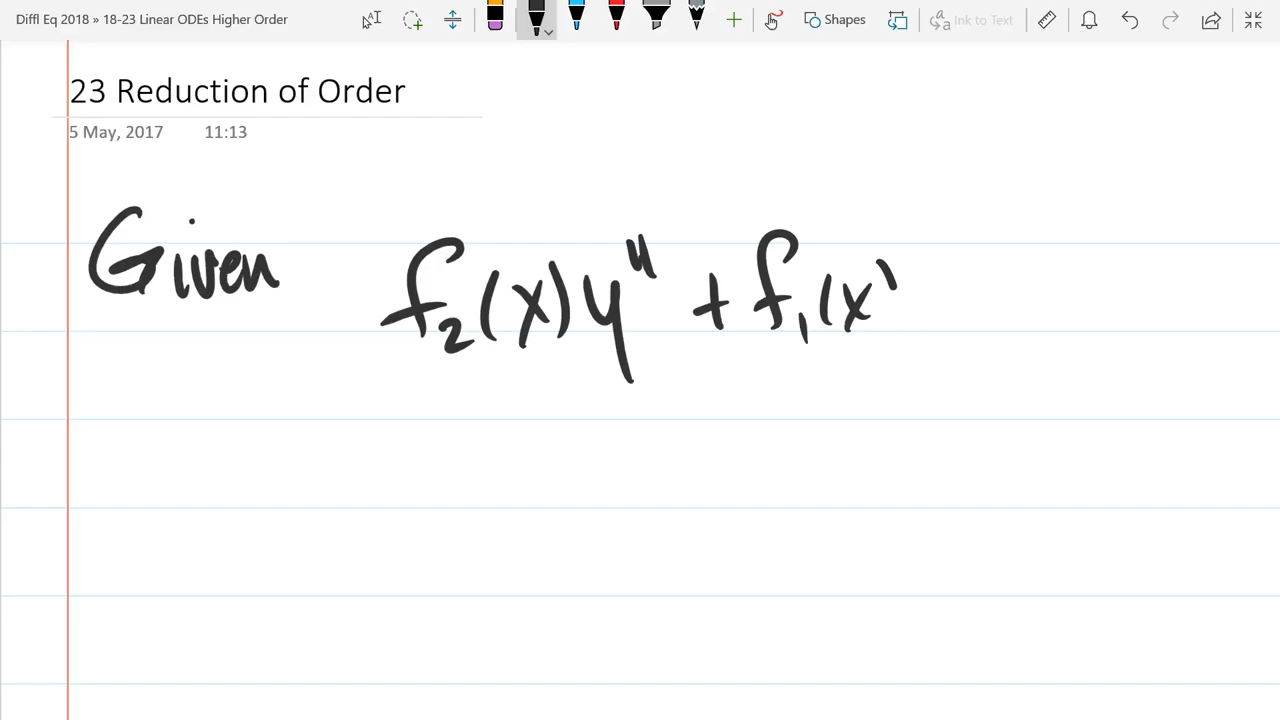 Diffl Eq 2018 » 18-23 Linear ODEs Higher Order
Shapes
Ink to Text
23 Reduction of Order
5 May, 2017 11:13
Given f₂(x)y'' + f₁(x)